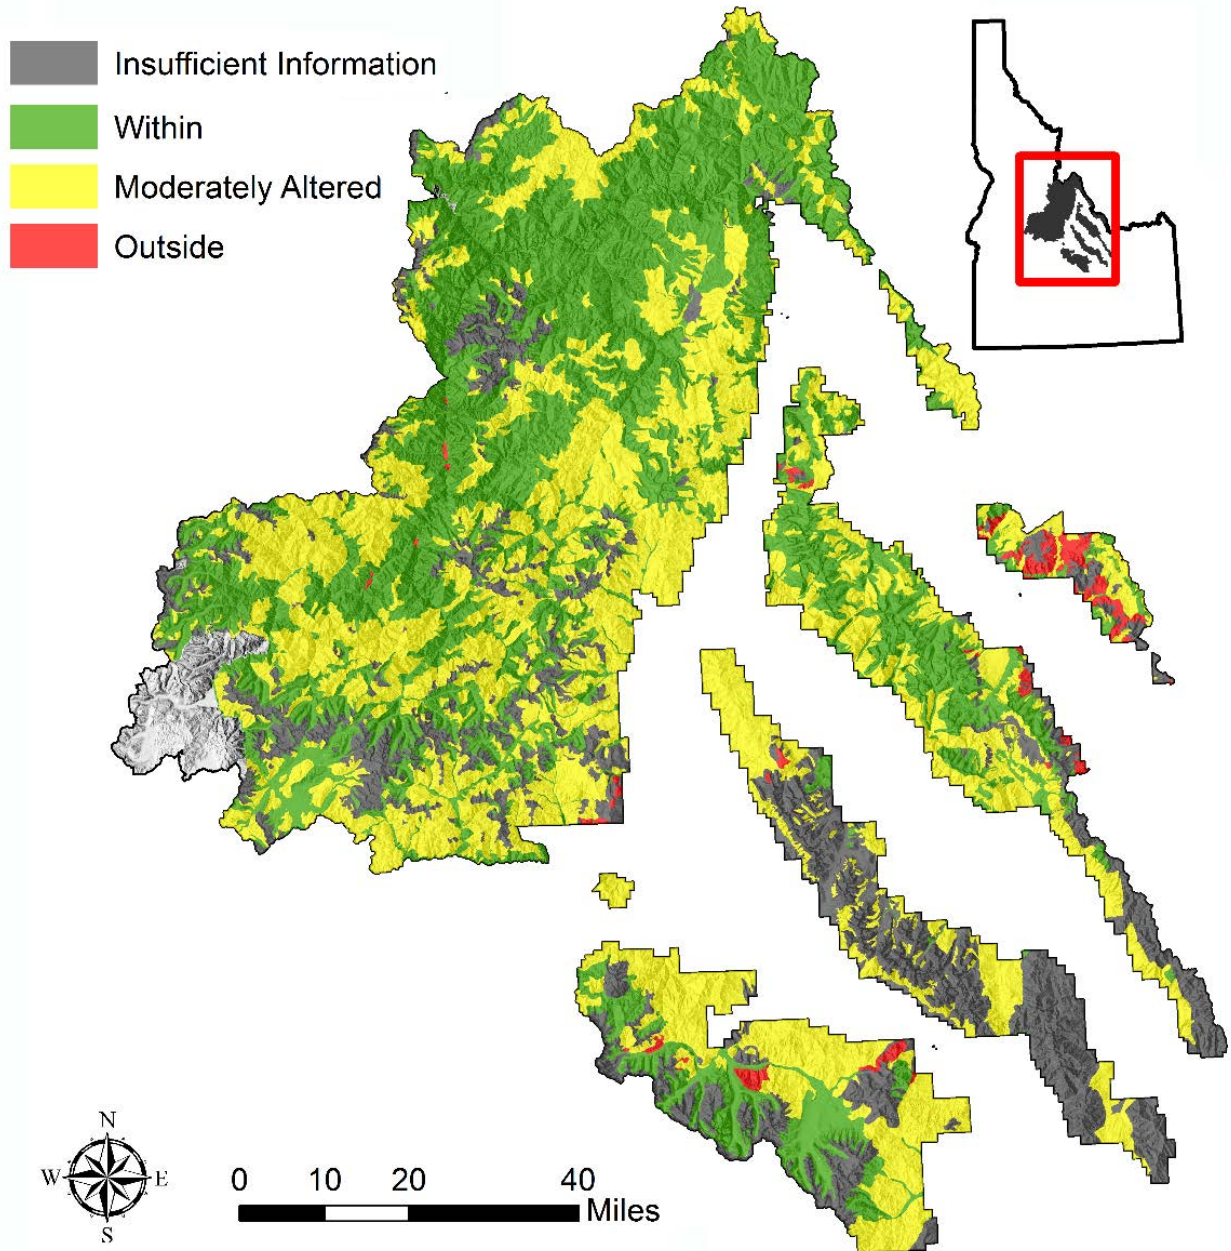 Insufficient Information
Within
Moderately Altered
Outside
N
W E
S
0 10 20 40
Miles